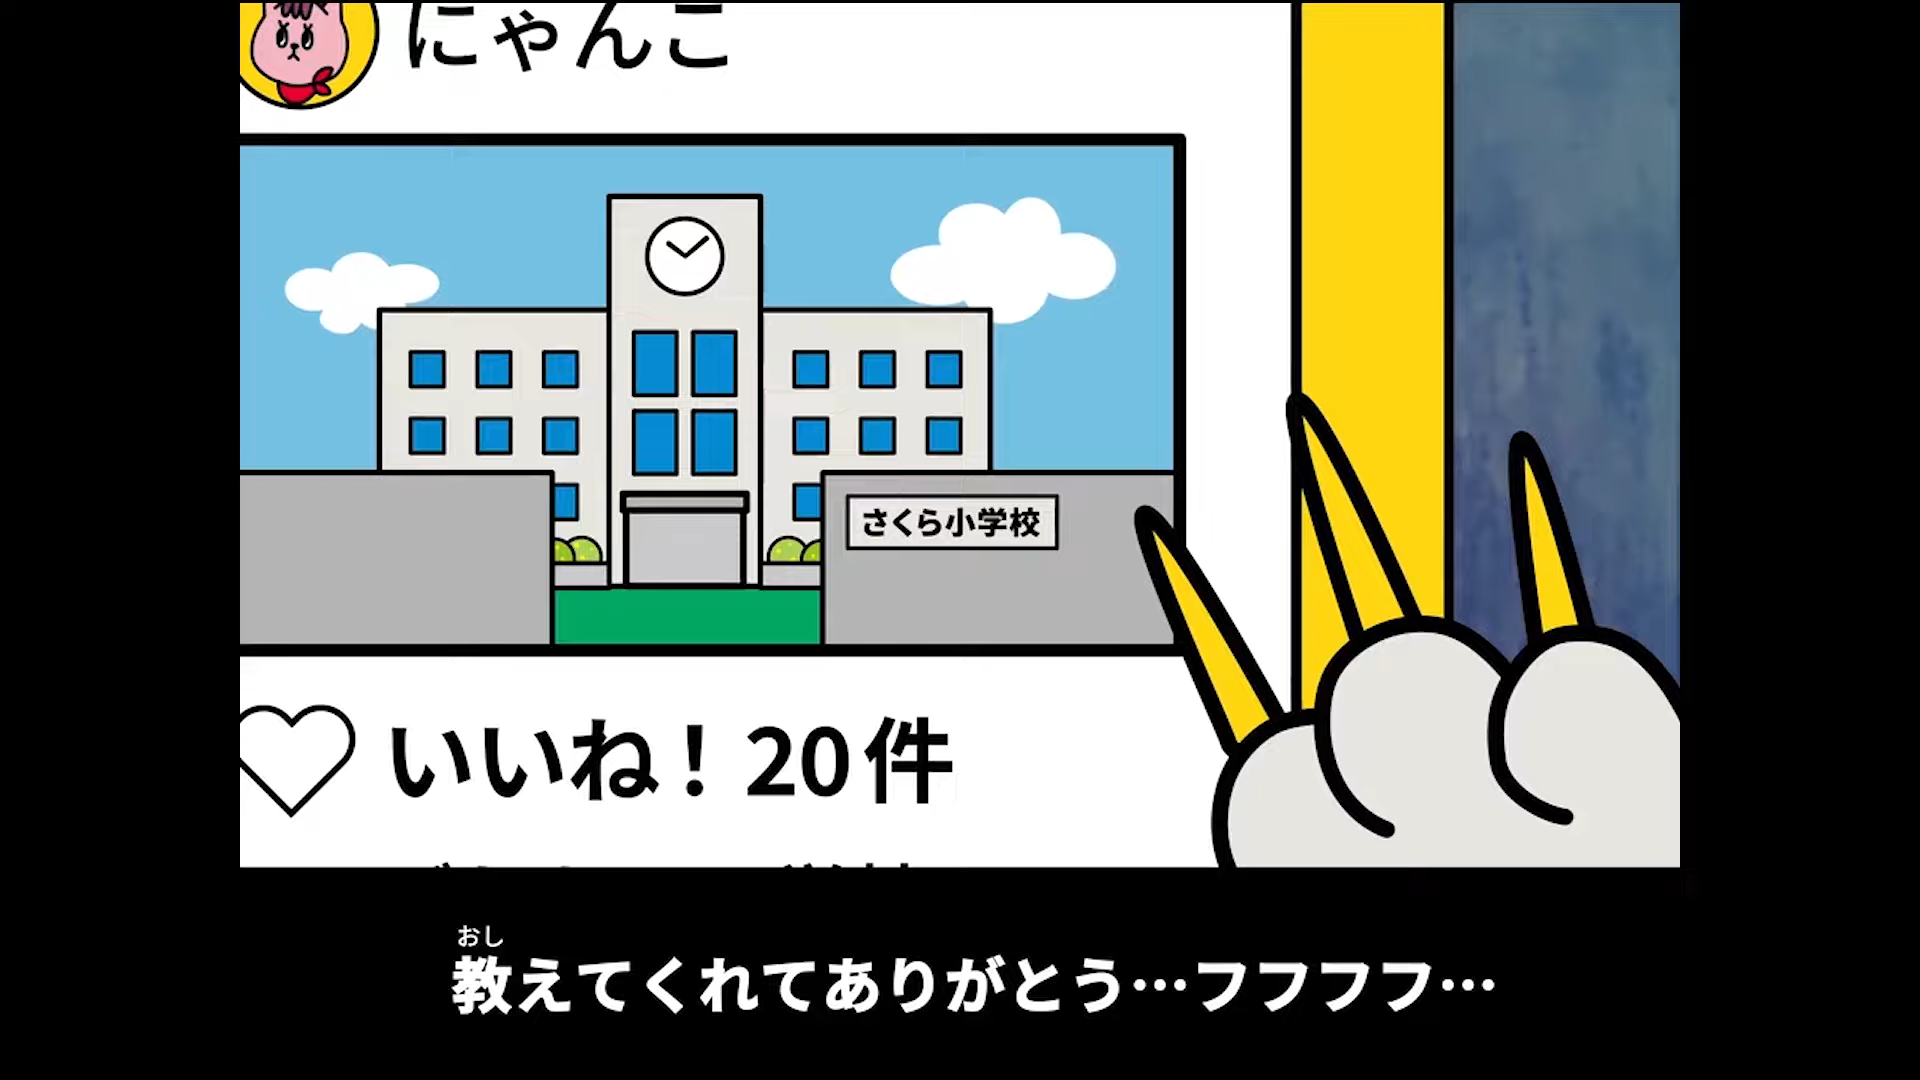 にゃんこ
さくら小学校
いいね！20件
おし
教えてくれてありがとう…フフフフ…